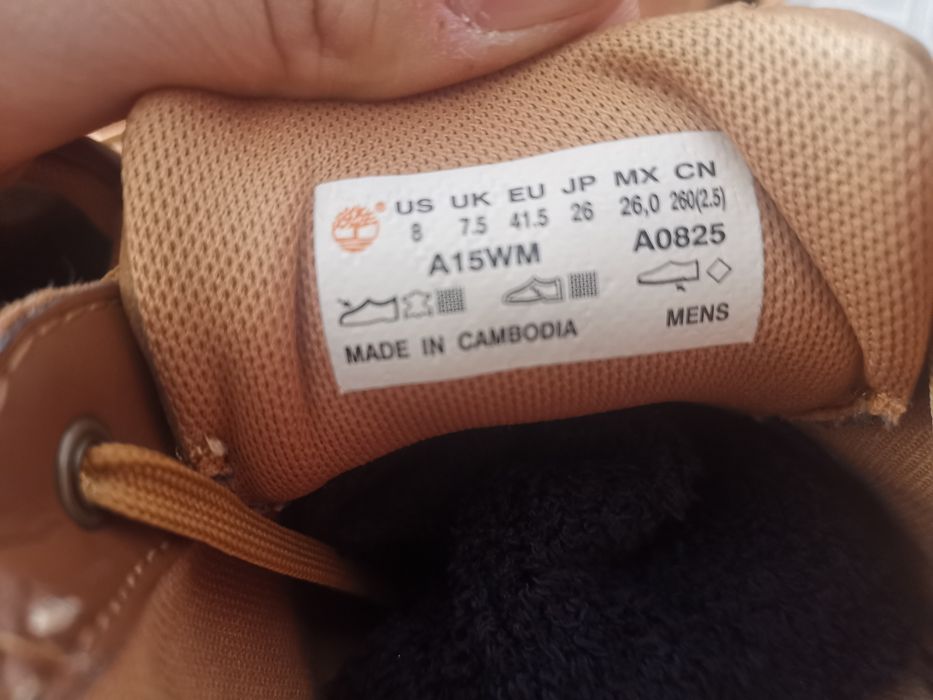 US UK EU JP MX CN
8 7.5 41.5 26 26,0 260(2.5)
A15WM A0825
MADE IN CAMBODIA MENS